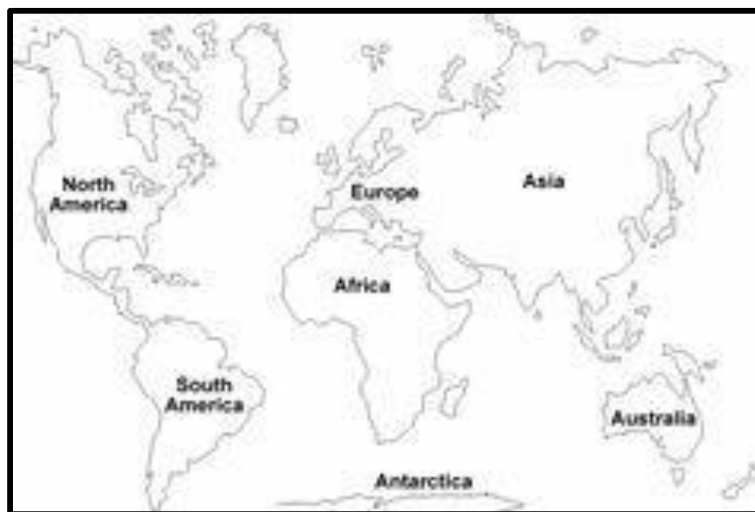 North
America
Europe
Asia
Africa
South
America
Australia
Antarctica